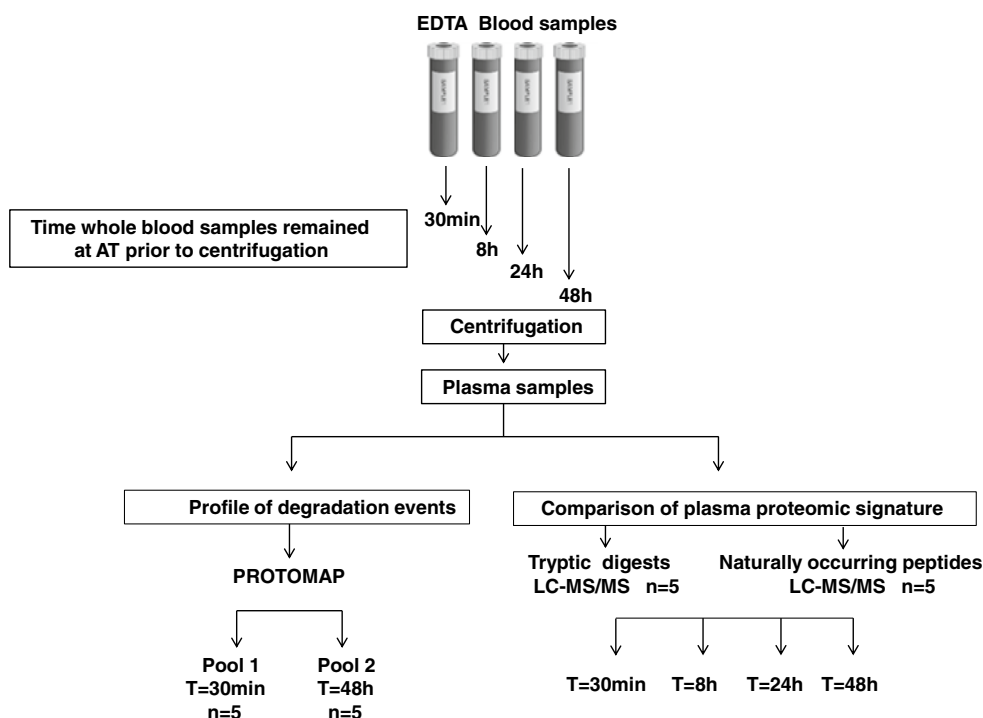 EDTA Blood samples
30min
8h
24h
48h
Time whole blood samples remained
at AT prior to centrifugation
Centrifugation
Plasma samples
Profile of degradation events
PROTOMAP
Pool 1
T=30min
n=5
Pool 2
T=48h
n=5
Comparison of plasma proteomic signature
Tryptic digests
LC-MS/MS n=5
Naturally occurring peptides
LC-MS/MS n=5
T=30min
T=8h
T=24h
T=48h